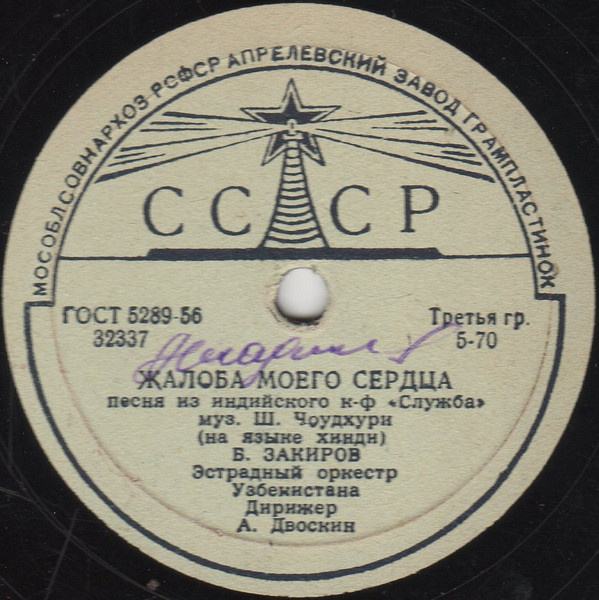 МОСОБЛСОВНАРХОЗ РСФСР АПРЕЛЕВСКИЙ ЗАВОД ГРАМПЛАСТИНОК
СССР
ГОСТ 5289-56
32337
Третья гр.
5-70
ЖАЛОБА МОЕГО СЕРДЦА
песня из индийского к-ф «Служба»
муз. Ш. Чоудхури
(на языке хинди)
Б. ЗАКИРОВ
Эстрадный оркестр
Узбекистана
Дирижер
А. Двоскин